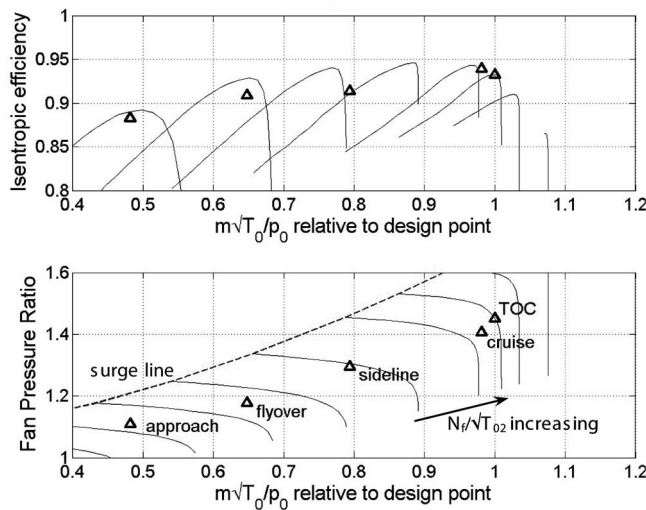 1
0.95
0.9
0.85
0.8
Isentropic efficiency
0.4 0.5 0.6 0.7 0.8 0.9 1 1.1 1.2
m√T₀/p₀ relative to design point
1.6
1.4
1.2
1
Fan Pressure Ratio
surge line
TOC
cruise
sideline
flyover
approach
N_f/√T₀₂ increasing
0.4 0.5 0.6 0.7 0.8 0.9 1 1.1 1.2
m√T₀/p₀ relative to design point